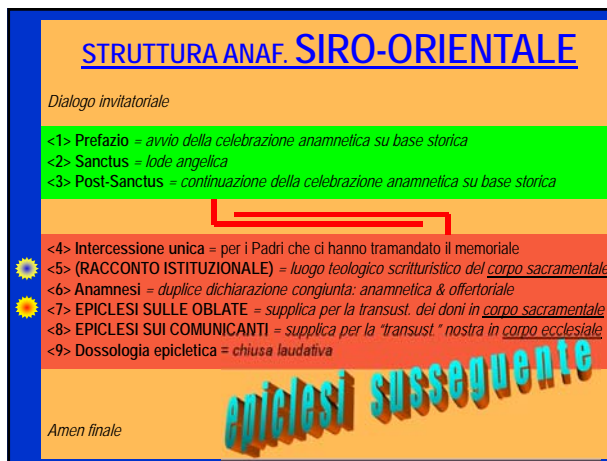 STRUTTURA ANAF. SIRO-ORIENTALE
Dialogo invitatoriale
<1> Prefazio = avvio della celebrazione anamnetica su base storica
<2> Sanctus = lode angelica
<3> Post-Sanctus = continuazione della celebrazione anamnetica su base storica
<4> Intercessione unica = per i Padri che ci hanno tramandato il memoriale
<5> (RACCONTO ISTITUZIONALE) = luogo teologico scritturistico del corpo sacramentale
<6> Anamnesi = duplice dichiarazione congiunta: anamnetica & offertoriale
<7> EPICLESI SULLE OBLATE = supplica per la transust. dei doni in corpo sacramentale
<8> EPICLESI SUI COMUNICANTI = supplica per la "transust." nostra in corpo ecclesiale
<9> Dossologia epicletica = chiusa laudativa
epiclesi susseguente
Amen finale